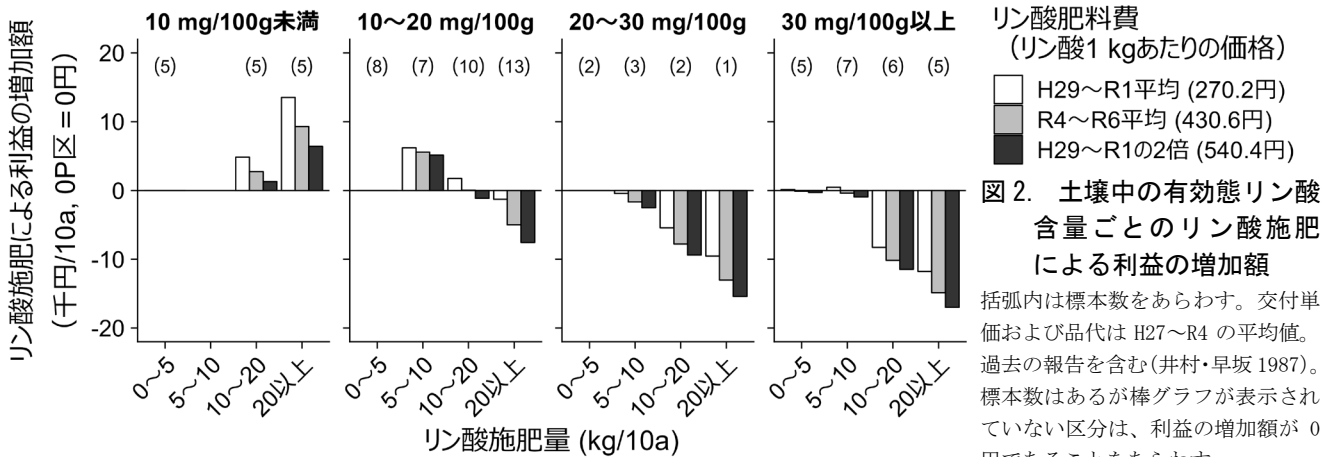 10 mg/100g未満
10～20 mg/100g
20～30 mg/100g
30 mg/100g以上
リン酸施肥による利益の増加額
(千円/10a, 0P区＝0円)
20
10
0
-10
-20
(5) (5) (5)
(8) (7) (10) (13)
(2) (3) (2) (1)
(5) (7) (6) (5)
0～5 5～10 10～20 20以上
0～5 5～10 10～20 20以上
0～5 5～10 10～20 20以上
0～5 5～10 10～20 20以上
リン酸施肥量 (kg/10a)
リン酸肥料費
（リン酸1 kgあたりの価格）
H29～R1平均 (270.2円)
R4～R6平均 (430.6円)
H29～R1の2倍 (540.4円)
図2. 土壌中の有効態リン酸
含量ごとのリン酸施肥
による利益の増加額
括弧内は標本数をあらわす。交付単
価および品代は H27～R4 の平均値。
過去の報告を含む(井村・早坂 1987)。
標本数はあるが棒グラフが表示され
ていない区分は、利益の増加額が 0